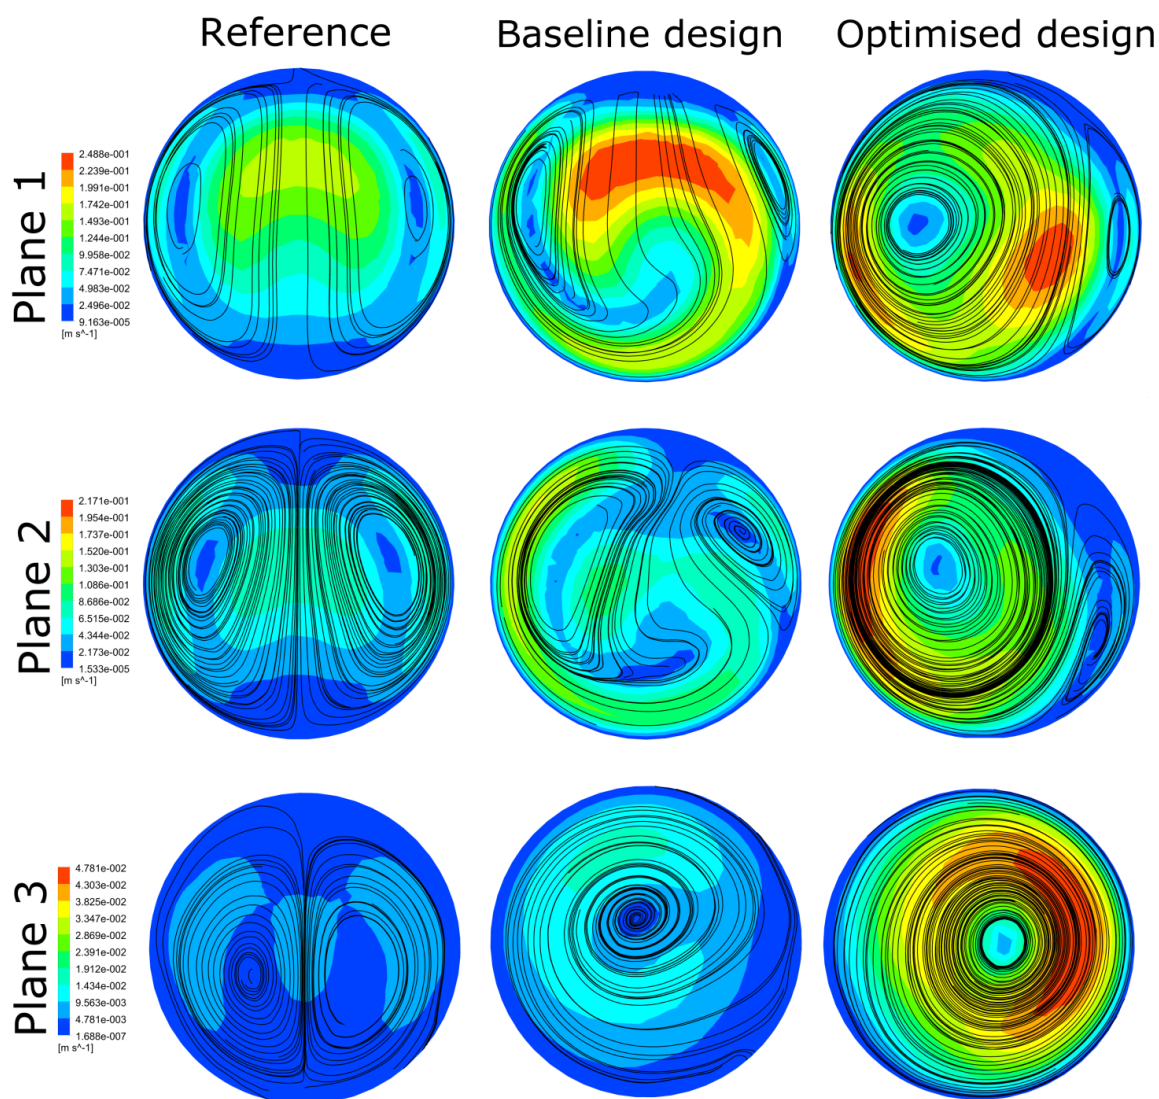 Reference Baseline design Optimised design
Plane 1
2.488e-001
2.239e-001
1.991e-001
1.742e-001
1.493e-001
1.244e-001
9.958e-002
7.471e-002
4.983e-002
2.496e-002
9.163e-005
[m s^-1]
Plane 2
2.171e-001
1.954e-001
1.737e-001
1.520e-001
1.303e-001
1.086e-001
8.686e-002
6.515e-002
4.344e-002
2.173e-002
1.533e-005
[m s^-1]
Plane 3
4.781e-002
4.303e-002
3.825e-002
3.347e-002
2.869e-002
2.391e-002
1.912e-002
1.434e-002
9.563e-003
4.781e-003
1.688e-007
[m s^-1]